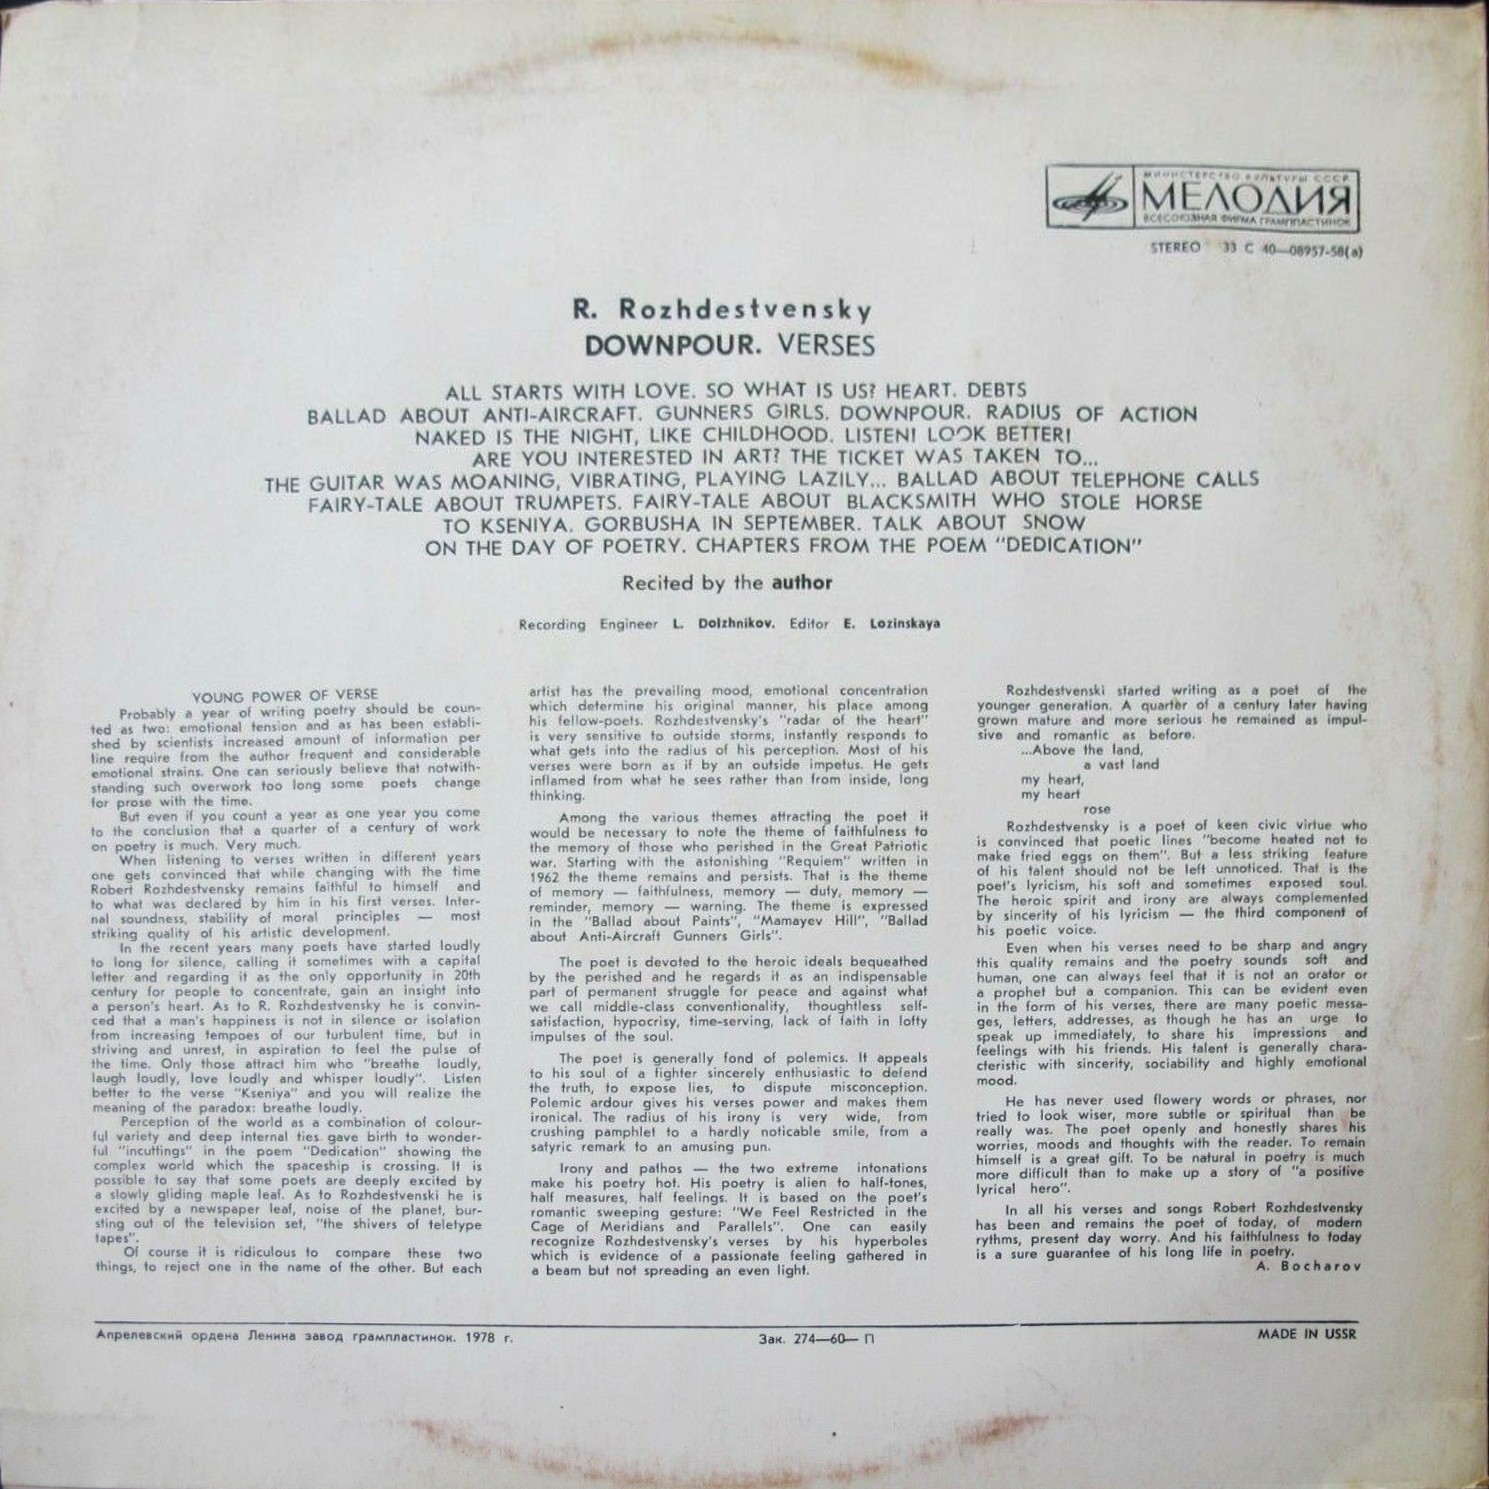 МИНИСТЕРСТВО КУЛЬТУРЫ СССР
МЕЛОДИЯ
ВСЕСОЮЗНАЯ ФИРМА ГРАМПЛАСТИНОК
STEREO 33 С 40—08957-58(a)
R. Rozhdestvensky
DOWNPOUR. VERSES
ALL STARTS WITH LOVE. SO WHAT IS US? HEART. DEBTS
BALLAD ABOUT ANTI-AIRCRAFT. GUNNERS GIRLS. DOWNPOUR. RADIUS OF ACTION
NAKED IS THE NIGHT, LIKE CHILDHOOD. LISTEN! LOOK BETTER!
ARE YOU INTERESTED IN ART? THE TICKET WAS TAKEN TO...
THE GUITAR WAS MOANING, VIBRATING, PLAYING LAZILY... BALLAD ABOUT TELEPHONE CALLS
FAIRY-TALE ABOUT TRUMPETS. FAIRY-TALE ABOUT BLACKSMITH WHO STOLE HORSE
TO KSENIYA. GORBUSHA IN SEPTEMBER. TALK ABOUT SNOW
ON THE DAY OF POETRY. CHAPTERS FROM THE POEM "DEDICATION"
Recited by the author
Recording Engineer L. Dolzhnikov. Editor E. Lozinskaya
YOUNG POWER OF VERSE
Probably a year of writing poetry should be coun-
ted as two: emotional tension and as has been establi-
shed by scientists increased amount of information per
line require from the author frequent and considerable
emotional strains. One can seriously believe that notwith-
standing such overwork too long some poets change
for prose with the time.
But even if you count a year as one year you come
to the conclusion that a quarter of a century of work
on poetry is much. Very much.
When listening to verses written in different years
one gets convinced that while changing with the time
Robert Rozhdestvensky remains faithful to himself and
to what was declared by him in his first verses. Inter-
nal soundness, stability of moral principles — most
striking quality of his artistic development.
In the recent years many poets have started loudly
to long for silence, calling it sometimes with a capital
letter and regarding it as the only opportunity in 20th
century for people to concentrate, gain an insight into
a person's heart. As to R. Rozhdestvensky he is convin-
ced that a man's happiness is not in silence or isolation
from increasing tempoes of our turbulent time, but in
striving and unrest, in aspiration to feel the pulse of
the time. Only those attract him who "breathe loudly,
laugh loudly, love loudly and whisper loudly". Listen
better to the verse "Kseniya" and you will realize the
meaning of the paradox: breathe loudly.
Perception of the world as a combination of colour-
ful variety and deep internal ties gave birth to wonder-
ful "incuttings" in the poem "Dedication" showing the
complex world which the spaceship is crossing. It is
possible to say that some poets are deeply excited by
a slowly gliding maple leaf. As to Rozhdestvenski he is
excited by a newspaper leaf, noise of the planet, bur-
sting out of the television set, "the shivers of teletype
tapes".
Of course it is ridiculous to compare these two
things, to reject one in the name of the other. But each
artist has the prevailing mood, emotional concentration
which determine his original manner, his place among
his fellow-poets. Rozhdestvensky's "radar of the heart"
is very sensitive to outside storms, instantly responds to
what gets into the radius of his perception. Most of his
verses were born as if by an outside impetus. He gets
inflamed from what he sees rather than from inside, long
thinking.
Among the various themes attracting the poet it
would be necessary to note the theme of faithfulness to
the memory of those who perished in the Great Patriotic
war. Starting with the astonishing "Requiem" written in
1962 the theme remains and persists. That is the theme
of memory — faithfulness, memory — duty, memory —
reminder, memory — warning. The theme is expressed
in the "Ballad about Paints", "Mamayev Hill", "Ballad
about Anti-Aircraft Gunners Girls".
The poet is devoted to the heroic ideals bequeathed
by the perished and he regards it as an indispensable
part of permanent struggle for peace and against what
we call middle-class conventionality, thoughtless self-
satisfaction, hypocrisy, time-serving, lack of faith in lofty
impulses of the soul.
The poet is generally fond of polemics. It appeals
to his soul of a fighter sincerely enthusiastic to defend
the truth, to expose lies, to dispute misconception.
Polemic ardour gives his verses power and makes them
ironical. The radius of his irony is very wide, from
crushing pamphlet to a hardly noticable smile, from a
satyric remark to an amusing pun.
Irony and pathos — the two extreme intonations
make his poetry hot. His poetry is alien to half-tones,
half measures, half feelings. It is based on the poet's
romantic sweeping gesture: "We Feel Restricted in the
Cage of Meridians and Parallels". One can easily
recognize Rozhdestvensky's verses by his hyperboles
which is evidence of a passionate feeling gathered in
a beam but not spreading an even light.
Rozhdestvenski started writing as a poet of the
younger generation. A quarter of a century later having
grown mature and more serious he remained as impul-
sive and romantic as before.
...Above the land,
a vast land
my heart,
my heart
rose
Rozhdestvensky is a poet of keen civic virtue who
is convinced that poetic lines "become heated not to
make fried eggs on them". But a less striking feature
of his talent should not be left unnoticed. That is the
poet's lyricism, his soft and sometimes exposed soul.
The heroic spirit and irony are always complemented
by sincerity of his lyricism — the third component of
his poetic voice.
Even when his verses need to be sharp and angry
this quality remains and the poetry sounds soft and
human, one can always feel that it is not an orator or
a prophet but a companion. This can be evident even
in the form of his verses, there are many poetic messa-
ges, letters, addresses, as though he has an urge to
speak up immediately, to share his impressions and
feelings with his friends. His talent is generally chara-
cteristic with sincerity, sociability and highly emotional
mood.
He has never used flowery words or phrases, nor
tried to look wiser, more subtle or spiritual than be
really was. The poet openly and honestly shares his
worries, moods and thoughts with the reader. To remain
himself is a great gift. To be natural in poetry is much
more difficult than to make up a story of "a positive
lyrical hero".
In all his verses and songs Robert Rozhdestvensky
has been and remains the poet of today, of modern
rythms, present day worry. And his faithfulness to today
is a sure guarantee of his long life in poetry.
A. Bocharov
Апрелевский ордена Ленина завод грампластинок. 1978 г.
Зак. 274—60— П
MADE IN USSR